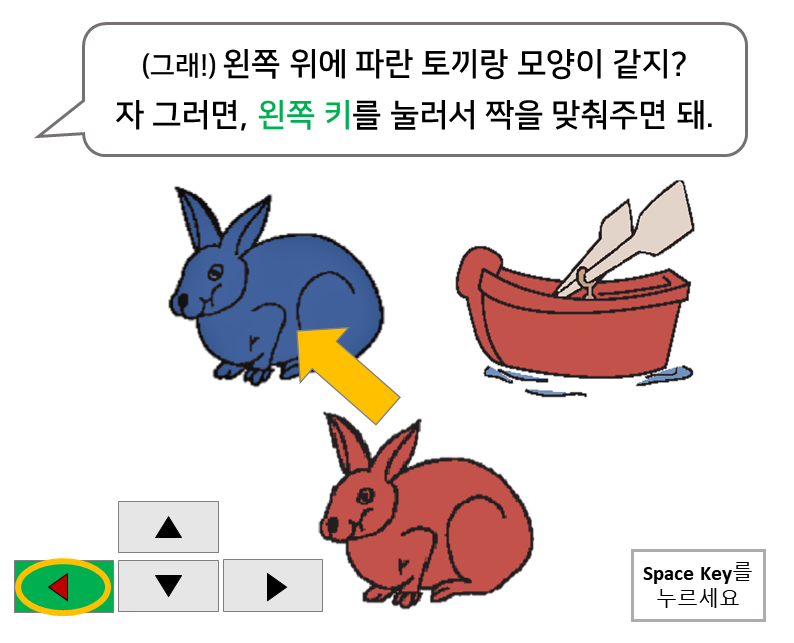 (그래!) 왼쪽 위에 파란 토끼랑 모양이 같지?
자 그러면, 왼쪽 키를 눌러서 짝을 맞춰주면 돼.
Space Key를
누르세요